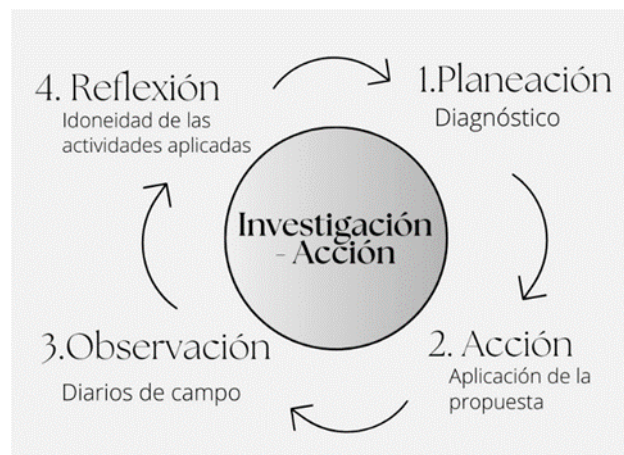 4. Reflexión
Idoneidad de las
actividades aplicadas
1.Planeación
Diagnóstico
Investigación
- Acción
3.Observación
Diarios de campo
2. Acción
Aplicación de la
propuesta